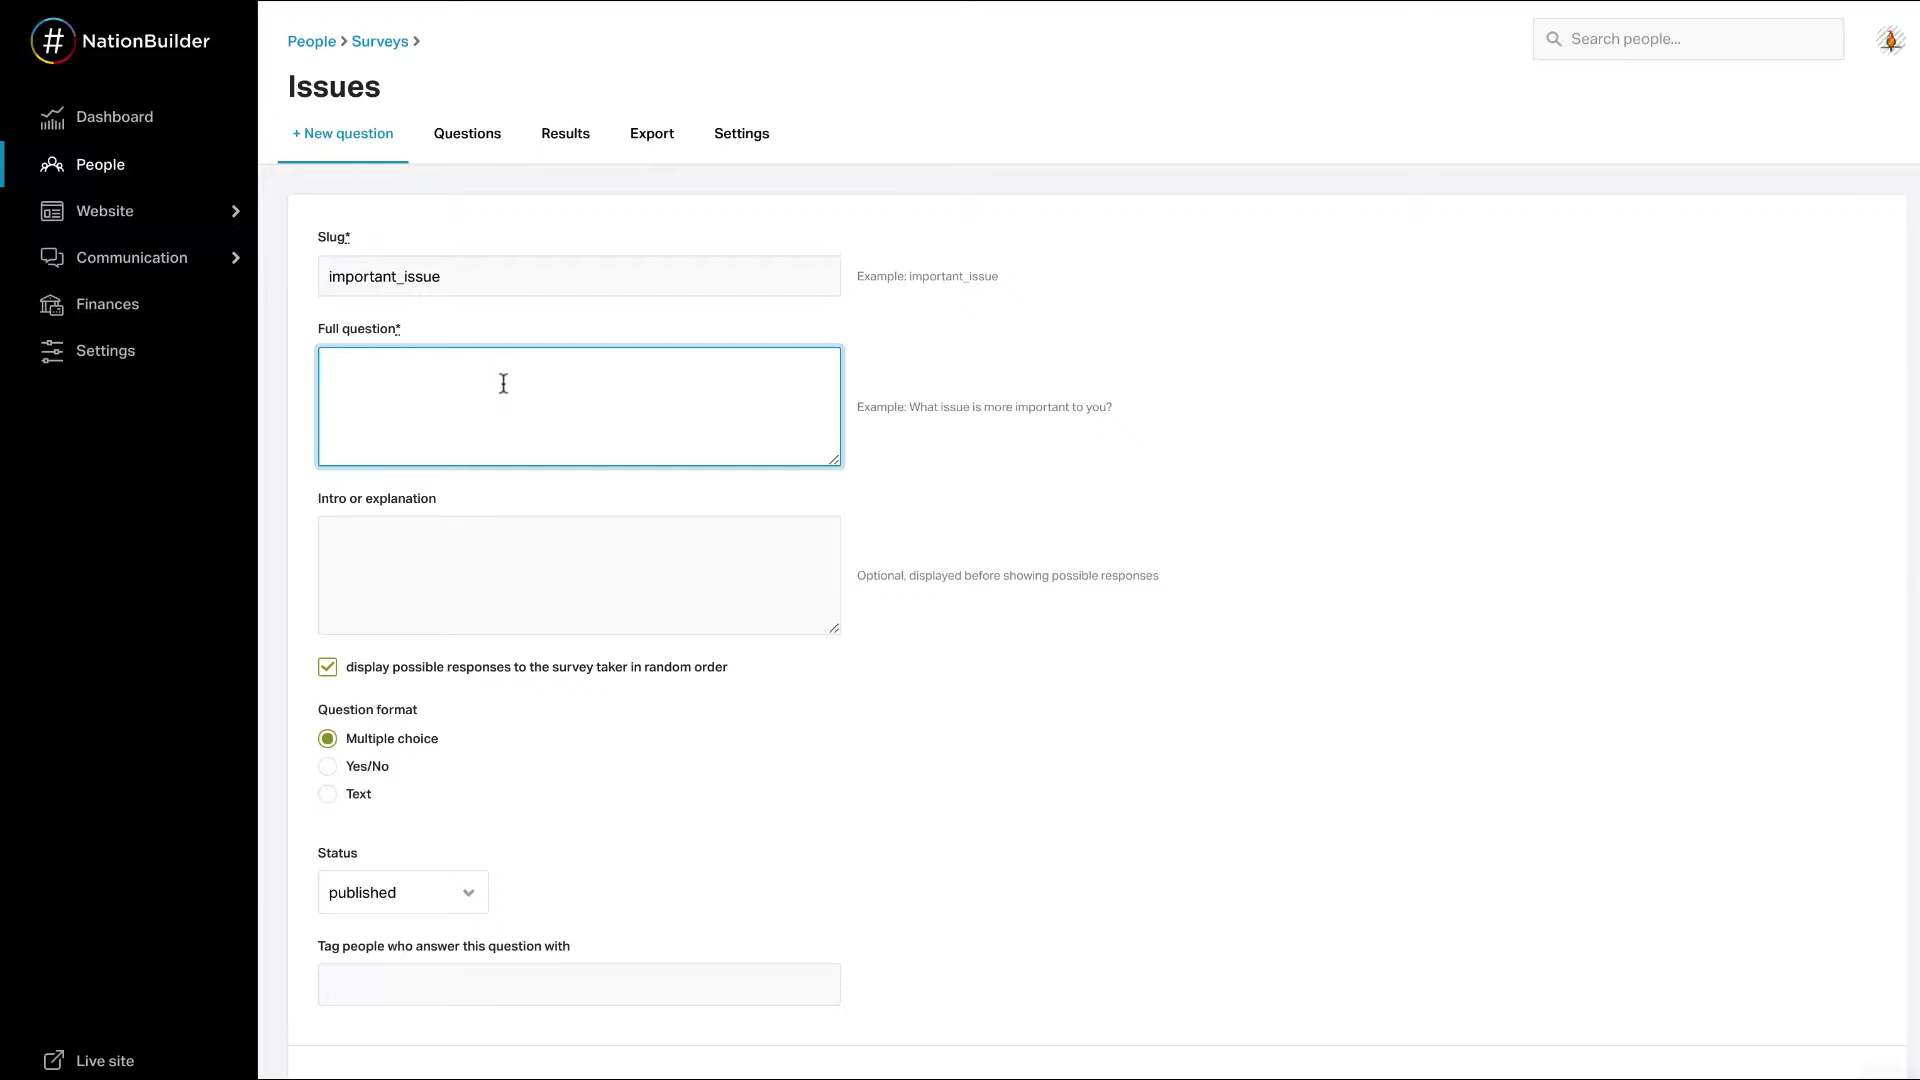 # NationBuilder
Dashboard
People
Website
Communication
Finances
Settings
Live site
People > Surveys >
Search people...
Issues
+ New question
Questions
Results
Export
Settings
Slug*
important_issue
Example: important_issue
Full question*
Example: What issue is more important to you?
Intro or explanation
Optional, displayed before showing possible responses
display possible responses to the survey taker in random order
Question format
Multiple choice
Yes/No
Text
Status
published
Tag people who answer this question with